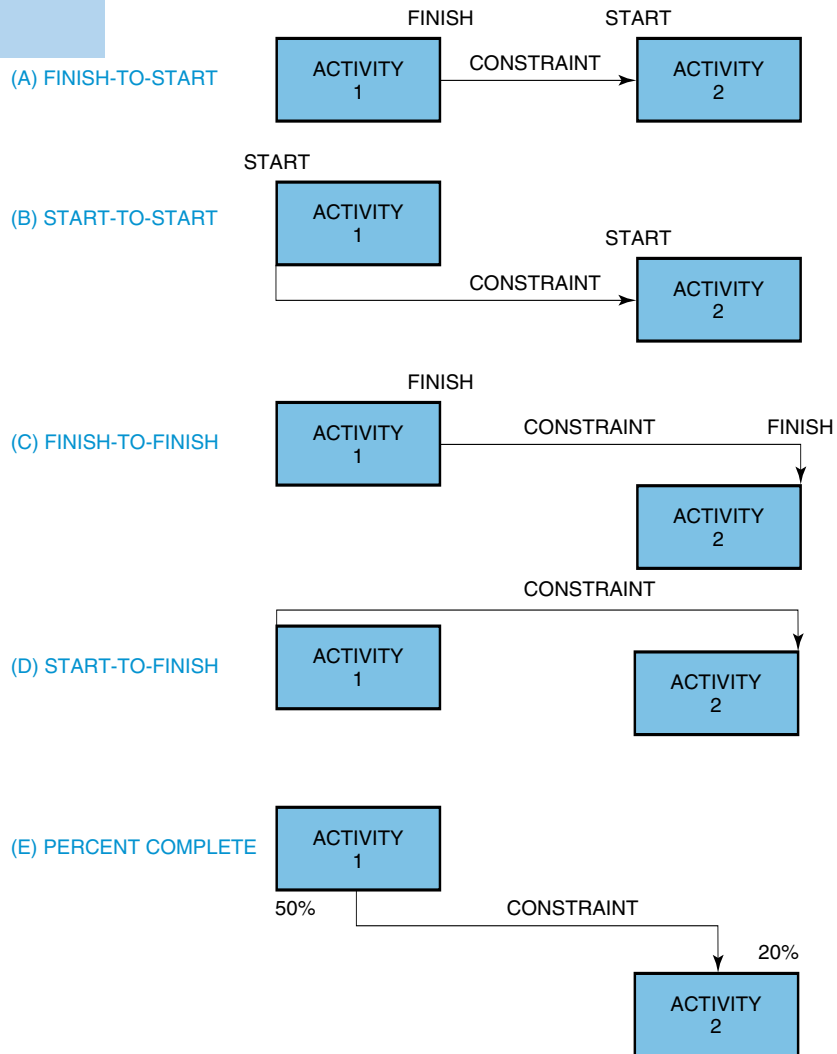 FINISH START
(A) FINISH-TO-START
ACTIVITY
1
CONSTRAINT
ACTIVITY
2
START
(B) START-TO-START
ACTIVITY
1
START
CONSTRAINT
ACTIVITY
2
FINISH
(C) FINISH-TO-FINISH
ACTIVITY
1
CONSTRAINT
FINISH
ACTIVITY
2
CONSTRAINT
(D) START-TO-FINISH
ACTIVITY
1
ACTIVITY
2
(E) PERCENT COMPLETE
ACTIVITY
1
50%
CONSTRAINT
20%
ACTIVITY
2